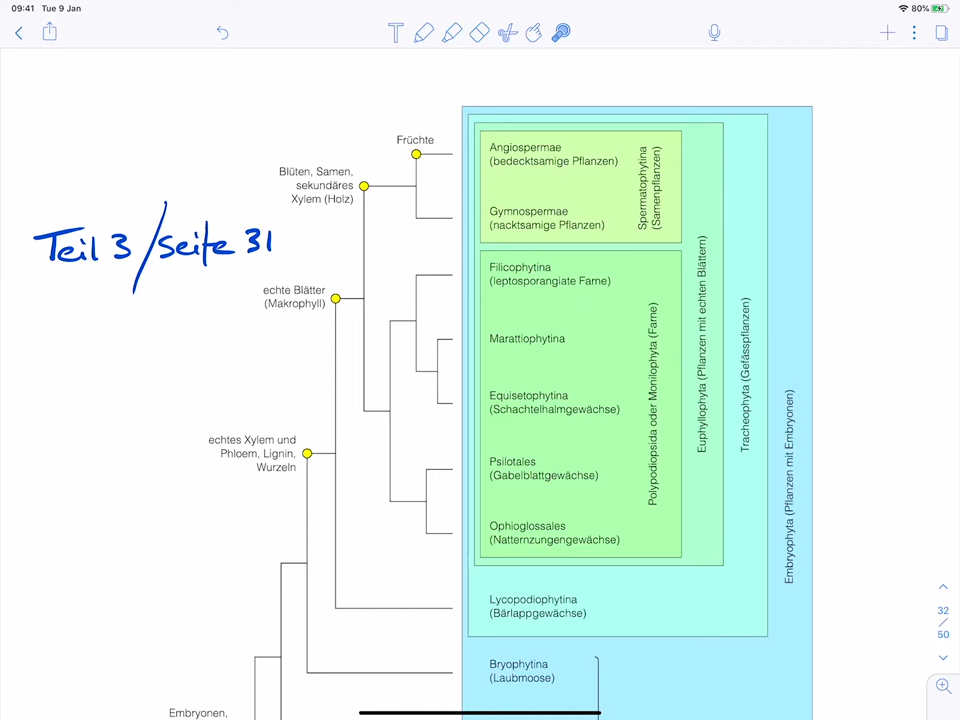 09:41 Tue 9 Jan
80%
Früchte
Blüten, Samen,
sekundäres
Xylem (Holz)
Teil 3 / Seite 31
echte Blätter
(Makrophyll)
echtes Xylem und
Phloem, Lignin,
Wurzeln
Embryonen,
Angiospermae
(bedecktsamige Pflanzen)
Gymnospermae
(nacktsamige Pflanzen)
Spermatophytina
(Samenpflanzen)
Filicophytina
(leptosporangiate Farne)
Marattiophytina
Equisetophytina
(Schachtelhalmgewächse)
Psilotales
(Gabelblattgewächse)
Ophioglossales
(Natternzungengewächse)
Polypodiopsida oder Monilophyta (Farne)
Euphyllophyta (Pflanzen mit echten Blättern)
Tracheophyta (Gefässpflanzen)
Embryophyta (Pflanzen mit Embryonen)
Lycopodiophytina
(Bärlappgewächse)
Bryophytina
(Laubmoose)
32
/
50